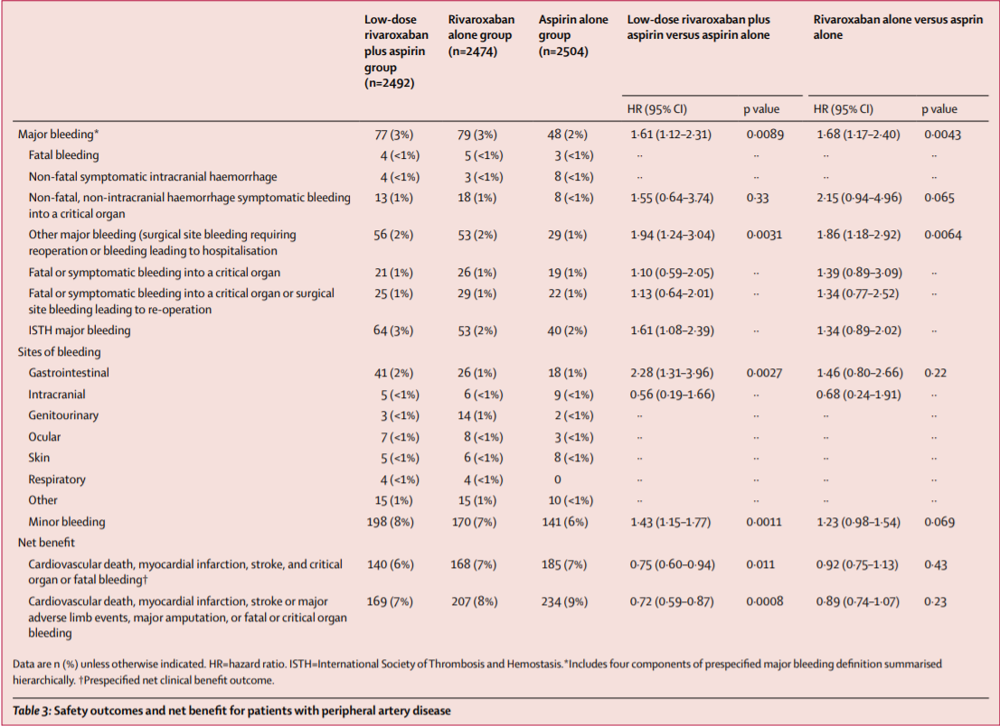 Low-dose rivaroxaban plus aspirin group (n=2492) Rivaroxaban alone group (n=2474) Aspirin alone group (n=2504) Low-dose rivaroxaban plus aspirin versus aspirin alone Rivaroxaban alone versus asprin alone
HR (95% CI) p value HR (95% CI) p value
Major bleeding* 77 (3%) 79 (3%) 48 (2%) 1·61 (1·12–2·31) 0·0089 1·68 (1·17–2·40) 0·0043
Fatal bleeding 4 (<1%) 5 (<1%) 3 (<1%) ·· ·· ·· ··
Non-fatal symptomatic intracranial haemorrhage 4 (<1%) 3 (<1%) 8 (<1%) ·· ·· ·· ··
Non-fatal, non-intracranial haemorrhage symptomatic bleeding 13 (1%) 18 (1%) 8 (<1%) 1·55 (0·64–3·74) 0·33 2·15 (0·94–4·96) 0·065
into a critical organ
Other major bleeding (surgical site bleeding requiring 56 (2%) 53 (2%) 29 (1%) 1·94 (1·24–3·04) 0·0031 1·86 (1·18–2·92) 0·0064
reoperation or bleeding leading to hospitalisation
Fatal or symptomatic bleeding into a critical organ 21 (1%) 26 (1%) 19 (1%) 1·10 (0·59–2·05) ·· 1·39 (0·89–3·09) ··
Fatal or symptomatic bleeding into a critical organ or surgical 25 (1%) 29 (1%) 22 (1%) 1·13 (0·64–2·01) ·· 1·34 (0·77–2·52) ··
site bleeding leading to re-operation
ISTH major bleeding 64 (3%) 53 (2%) 40 (2%) 1·61 (1·08–2·39) ·· 1·34 (0·89–2·02) ··
Sites of bleeding
Gastrointestinal 41 (2%) 26 (1%) 18 (1%) 2·28 (1·31–3·96) 0·0027 1·46 (0·80–2·66) 0·22
Intracranial 5 (<1%) 6 (<1%) 9 (<1%) 0·56 (0·19–1·66) ·· 0·68 (0·24–1·91) ··
Genitourinary 3 (<1%) 14 (1%) 2 (<1%) ·· ·· ·· ··
Ocular 7 (<1%) 8 (<1%) 3 (<1%) ·· ·· ·· ··
Skin 5 (<1%) 6 (<1%) 8 (<1%) ·· ·· ·· ··
Respiratory 4 (<1%) 4 (<1%) 0 ·· ·· ·· ··
Other 15 (1%) 15 (1%) 10 (<1%) ·· ·· ·· ··
Minor bleeding 198 (8%) 170 (7%) 141 (6%) 1·43 (1·15–1·77) 0·0011 1·23 (0·98–1·54) 0·069
Net benefit
Cardiovascular death, myocardial infarction, stroke, and critical 140 (6%) 168 (7%) 185 (7%) 0·75 (0·60–0·94) 0·011 0·92 (0·75–1·13) 0·43
organ or fatal bleeding†
Cardiovascular death, myocardial infarction, stroke or major 169 (7%) 207 (8%) 234 (9%) 0·72 (0·59–0·87) 0·0008 0·89 (0·74–1·07) 0·23
adverse limb events, major amputation, or fatal or critical organ
bleeding
Data are n (%) unless otherwise indicated. HR=hazard ratio. ISTH=International Society of Thrombosis and Hemostasis.*Includes four components of prespecified major bleeding definition summarised
hierarchically. †Prespecified net clinical benefit outcome.
Table 3: Safety outcomes and net benefit for patients with peripheral artery disease